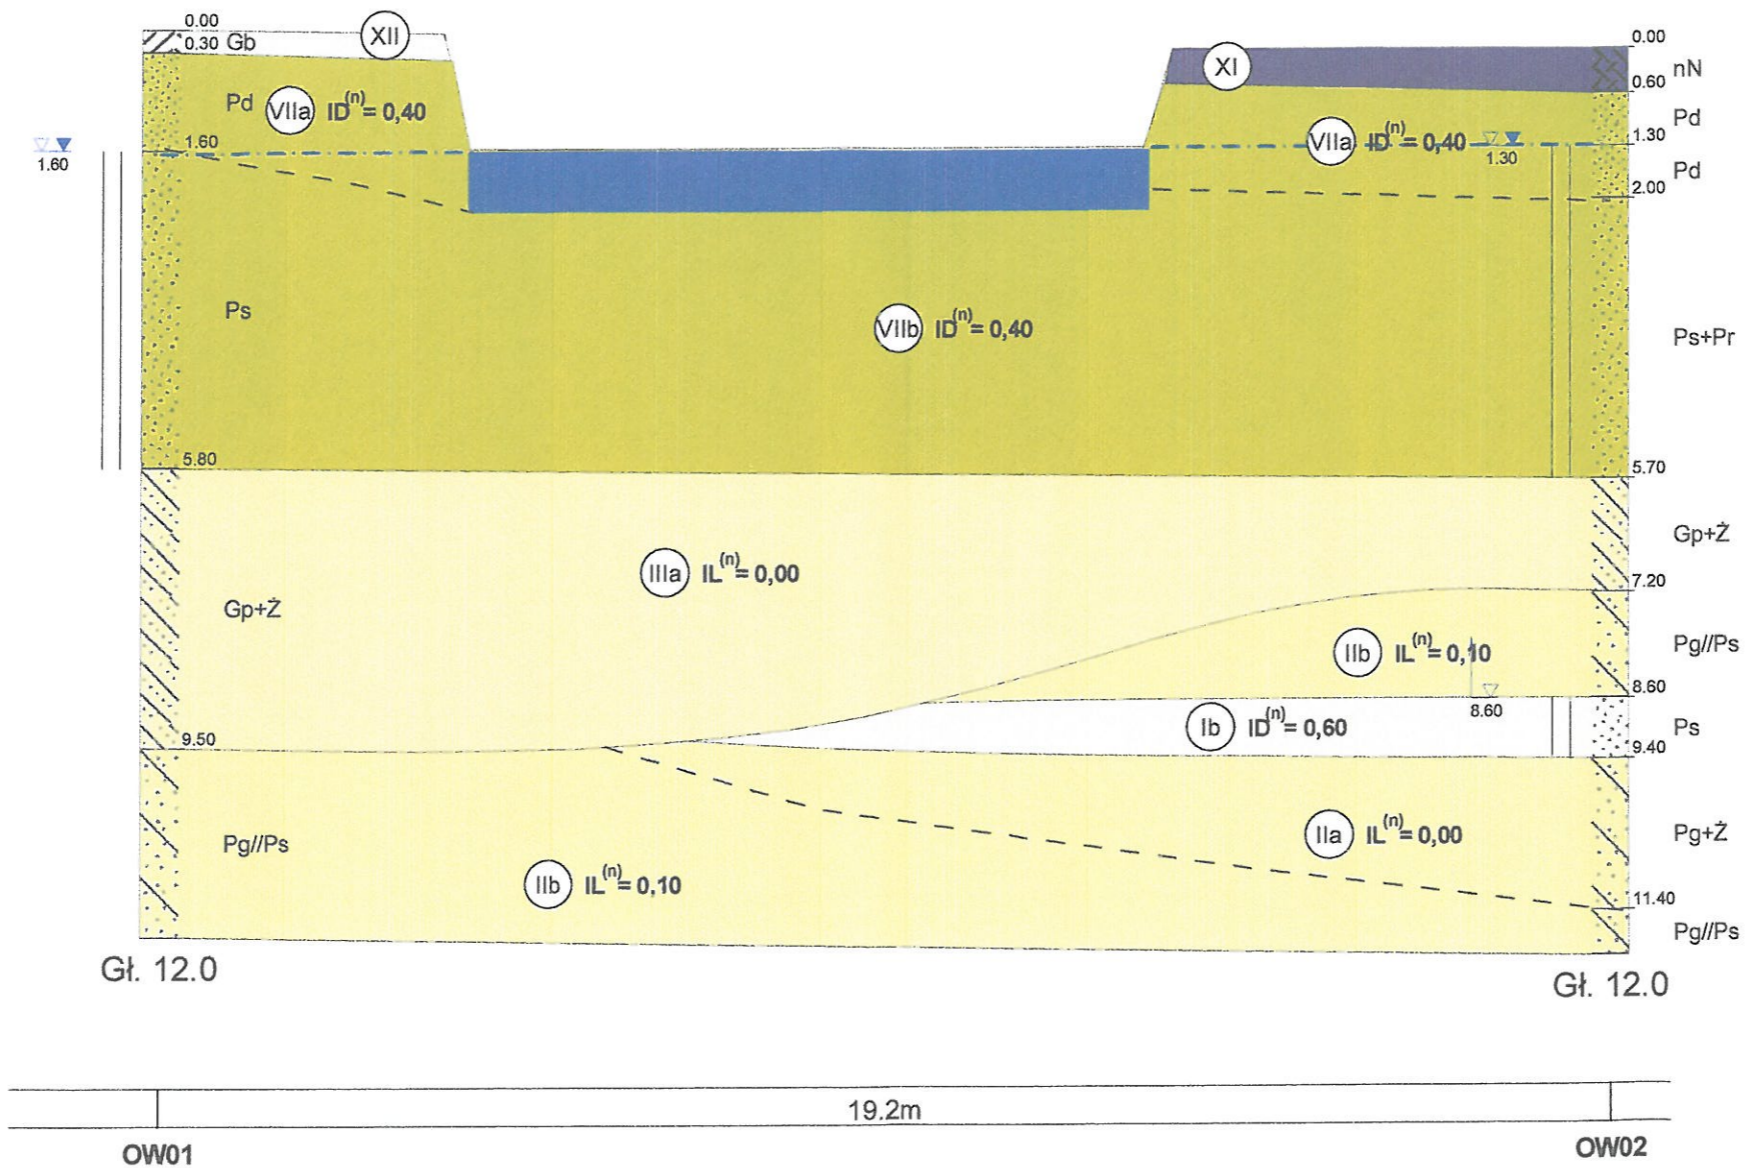 0.00
0.30 Gb
XII
Pd VIIa ID(n)= 0,40
1.60
1.60
Ps
5.80
Gp+Ż
9.50
Pg//Ps
Gł. 12.0
VIIb ID(n)= 0,40
IIIa IL(n)= 0,00
IIb IL(n)= 0,10
XI
0.00
nN
0.60
Pd
VIIa ID(n)= 0,40
1.30
1.30
Pd
2.00
Ps+Pr
5.70
Gp+Ż
7.20
IIb IL(n)= 0,10
Pg//Ps
8.60
8.60
Ib ID(n)= 0,60
Ps
9.40
IIa IL(n)= 0,00
Pg+Ż
11.40
Pg//Ps
Gł. 12.0
19.2m
OW01
OW02